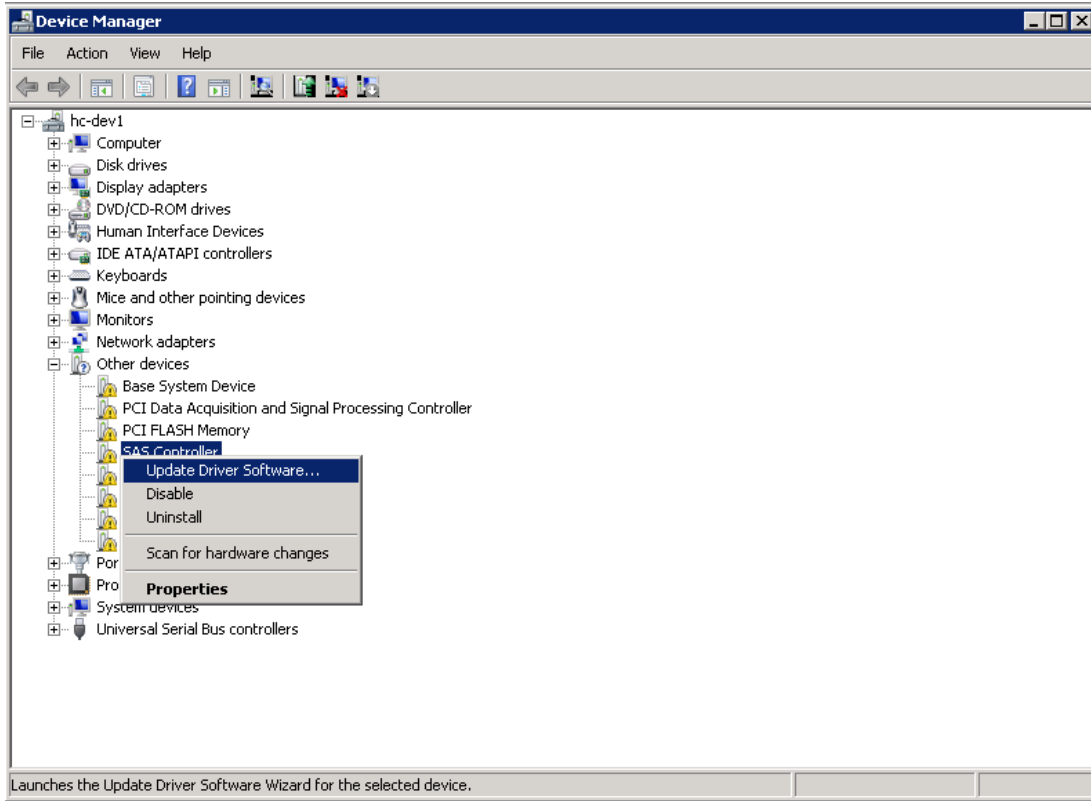 Device Manager
File Action View Help
hc-dev1
Computer
Disk drives
Display adapters
DVD/CD-ROM drives
Human Interface Devices
IDE ATA/ATAPI controllers
Keyboards
Mice and other pointing devices
Monitors
Network adapters
Other devices
Base System Device
PCI Data Acquisition and Signal Processing Controller
PCI FLASH Memory
SAS Controller
Update Driver Software...
Disable
Uninstall
Scan for hardware changes
Properties
Por
Pro
System devices
Universal Serial Bus controllers
Launches the Update Driver Software Wizard for the selected device.